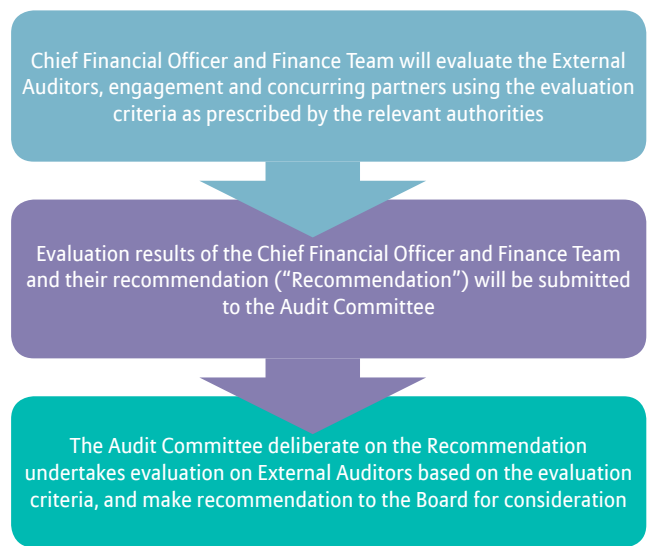 Chief Financial Officer and Finance Team will evaluate the External
Auditors, engagement and concurring partners using the evaluation
criteria as prescribed by the relevant authorities
Evaluation results of the Chief Financial Officer and Finance Team
and their recommendation (“Recommendation”) will be submitted
to the Audit Committee
The Audit Committee deliberate on the Recommendation
undertakes evaluation on External Auditors based on the evaluation
criteria, and make recommendation to the Board for consideration